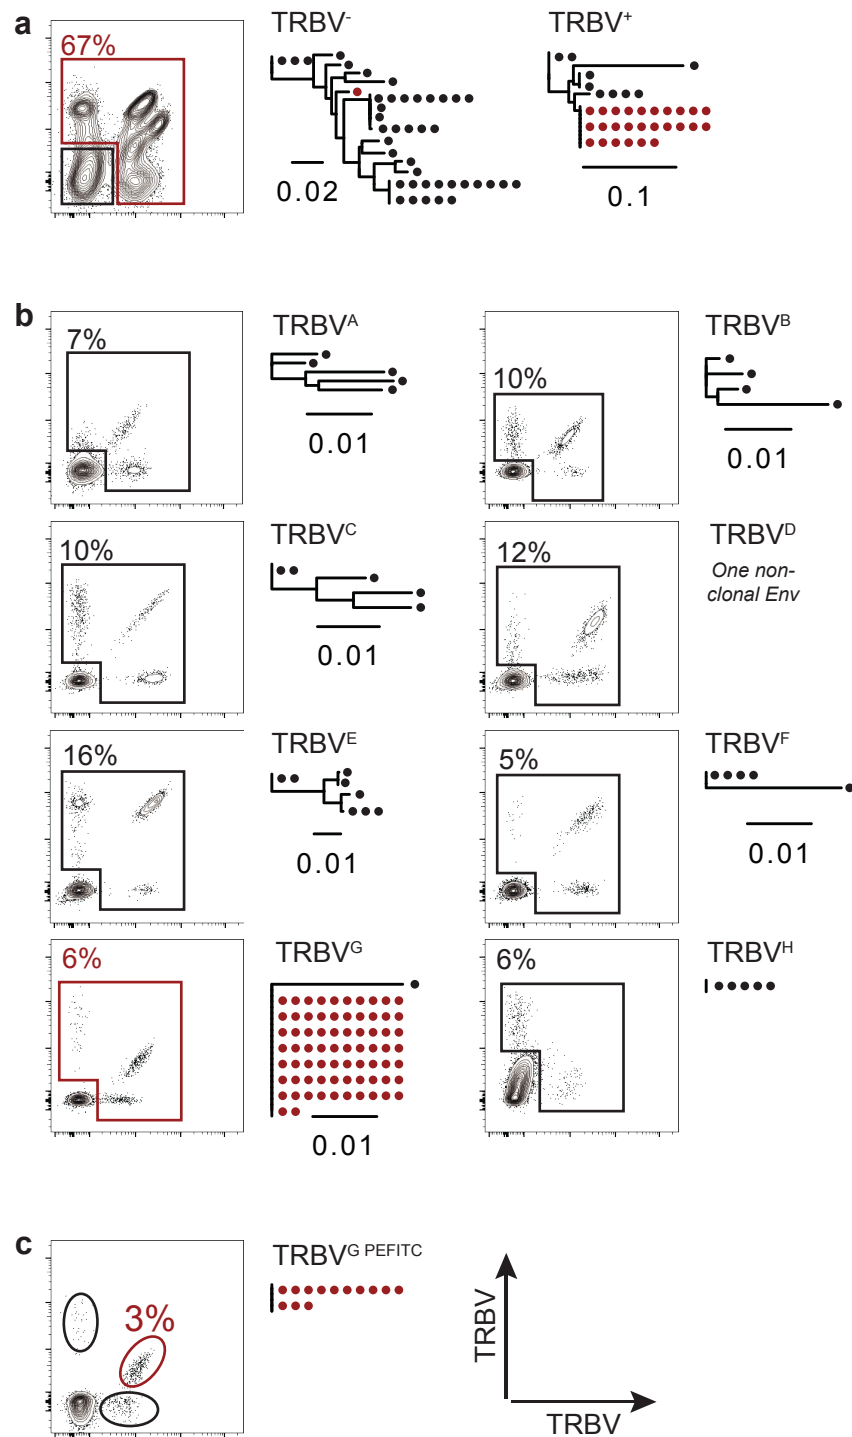 a
67%
TRBV-
0.02
TRBV+
0.1
b
7%
TRBVA
0.01
10%
TRBVB
0.01
10%
TRBVC
0.01
12%
TRBVD
One non-
clonal Env
16%
TRBVE
0.01
5%
TRBVF
0.01
6%
TRBVG
0.01
6%
TRBVH
c
3%
TRBVG PEFITC
TRBV
TRBV